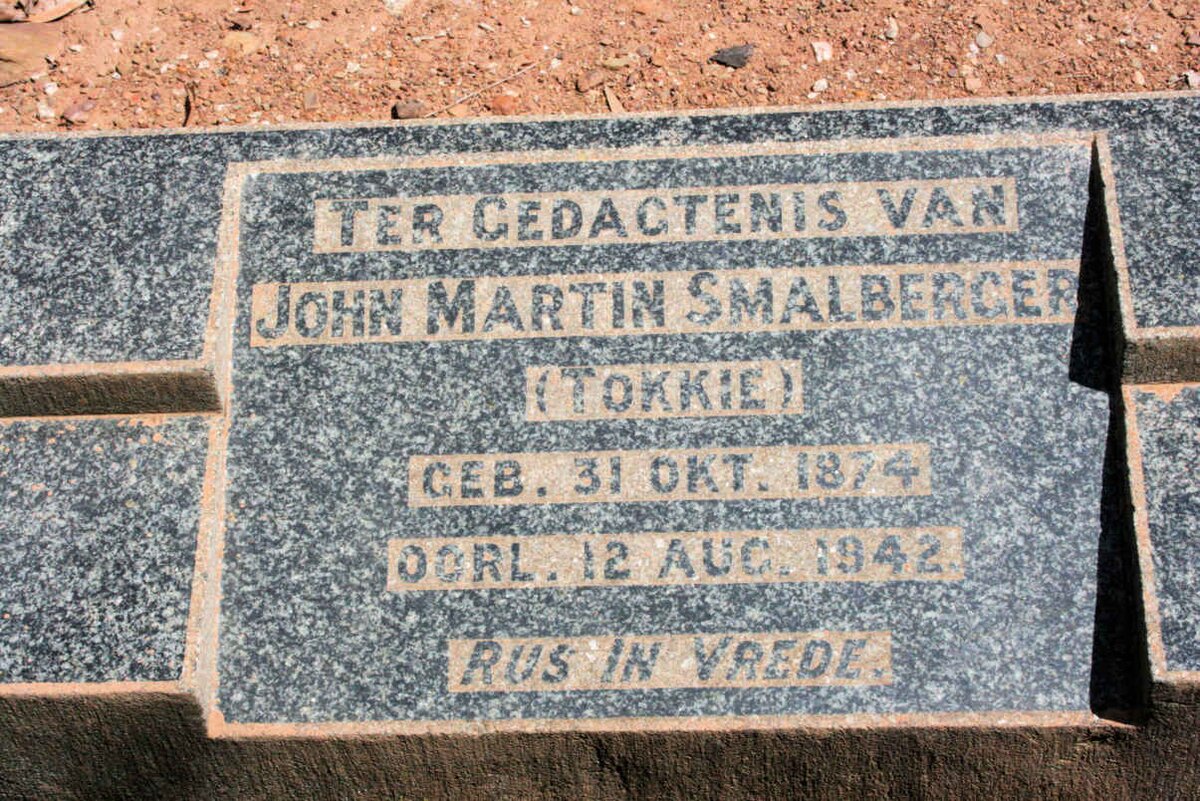 TER GEDACTENIS VAN
JOHN MARTIN SMALBERGER
(TOKKIE)
GEB. 31 OKT. 1874
OORL. 12 AUG. 1942.
RUS IN VREDE.